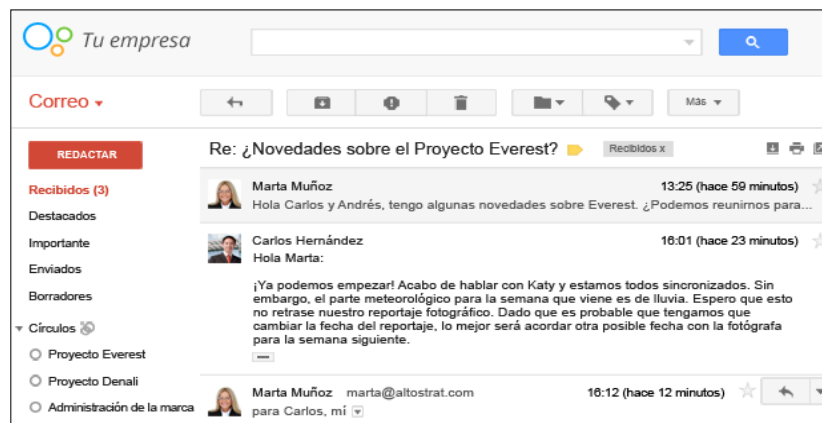 Tu empresa
Correo
Más
REDACTAR
Re: ¿Novedades sobre el Proyecto Everest?
Recibidos x
Recibidos (3)
Destacados
Importante
Enviados
Borradores
Círculos
Proyecto Everest
Proyecto Denali
Administración de la marca
Marta Muñoz 13:25 (hace 59 minutos)
Hola Carlos y Andrés, tengo algunas novedades sobre Everest. ¿Podemos reunirnos para...
Carlos Hernández 16:01 (hace 23 minutos)
Hola Marta:
¡Ya podemos empezar! Acabo de hablar con Katy y estamos todos sincronizados. Sin
embargo, el parte meteorológico para la semana que viene es de lluvia. Espero que esto
no retrase nuestro reportaje fotográfico. Dado que es probable que tengamos que
cambiar la fecha del reportaje, lo mejor será acordar otra posible fecha con la fotógrafa
para la semana siguiente.
Marta Muñoz marta@altostrat.com 16:12 (hace 12 minutos)
para Carlos, mí